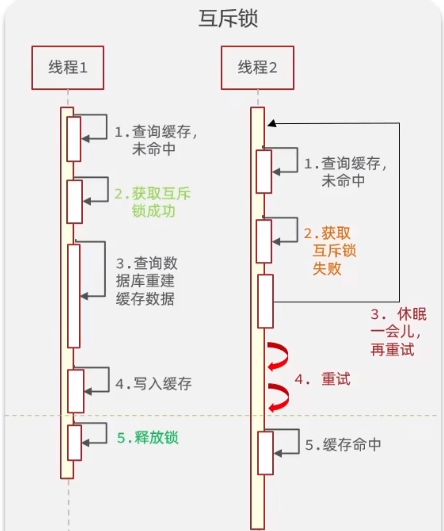 互斥锁
线程1
线程2
1.查询缓存，
未命中
2.获取互斥
锁成功
3.查询数
据库重建
缓存数据
4.写入缓存
5.释放锁
1.查询缓存，
未命中
2.获取
互斥锁
失败
3. 休眠
一会儿，
再重试
4. 重试
5.缓存命中